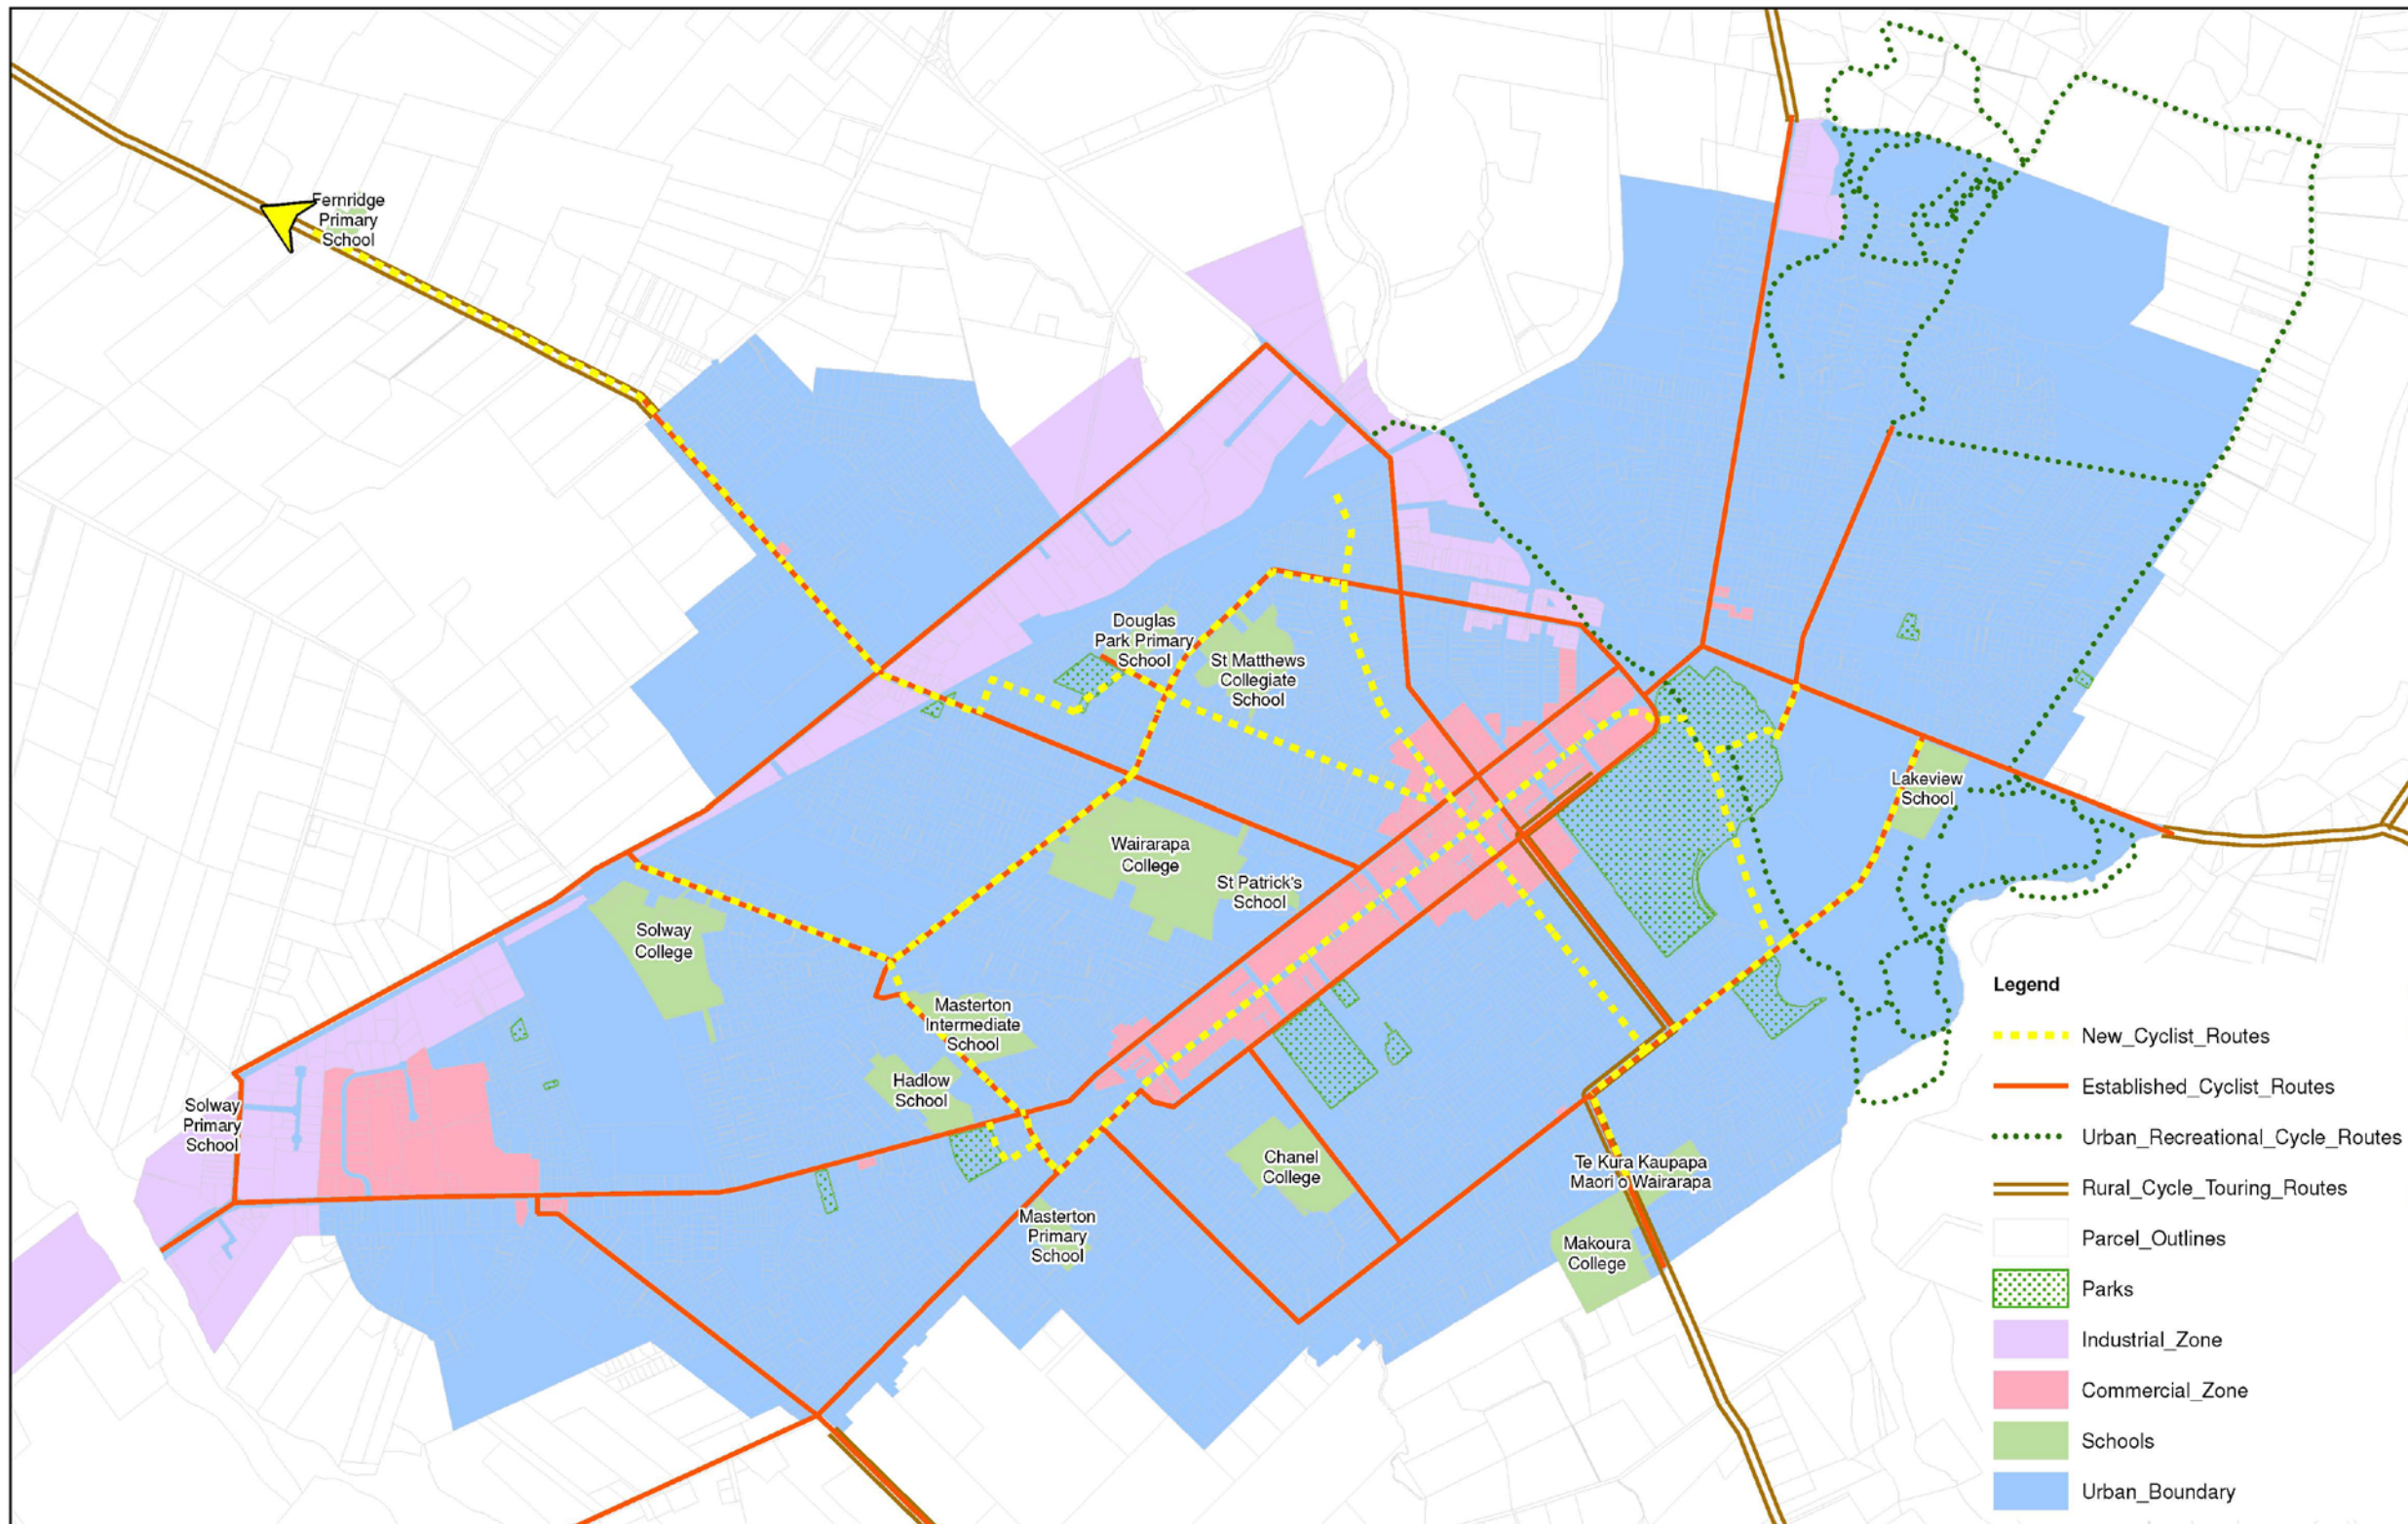 Fernridge
Primary
School
Douglas
Park Primary
School
St Matthews
Collegiate
School
Lakeview
School
Wairarapa
College
St Patrick's
School
Solway
College
Masterton
Intermediate
School
Hadlow
School
Solway
Primary
School
Chanel
College
Te Kura Kaupapa
Maori o Wairarapa
Masterton
Primary
School
Makoura
College
Legend
New_Cyclist_Routes
Established_Cyclist_Routes
Urban_Recreational_Cycle_Routes
Rural_Cycle_Touring_Routes
Parcel_Outlines
Parks
Industrial_Zone
Commercial_Zone
Schools
Urban_Boundary